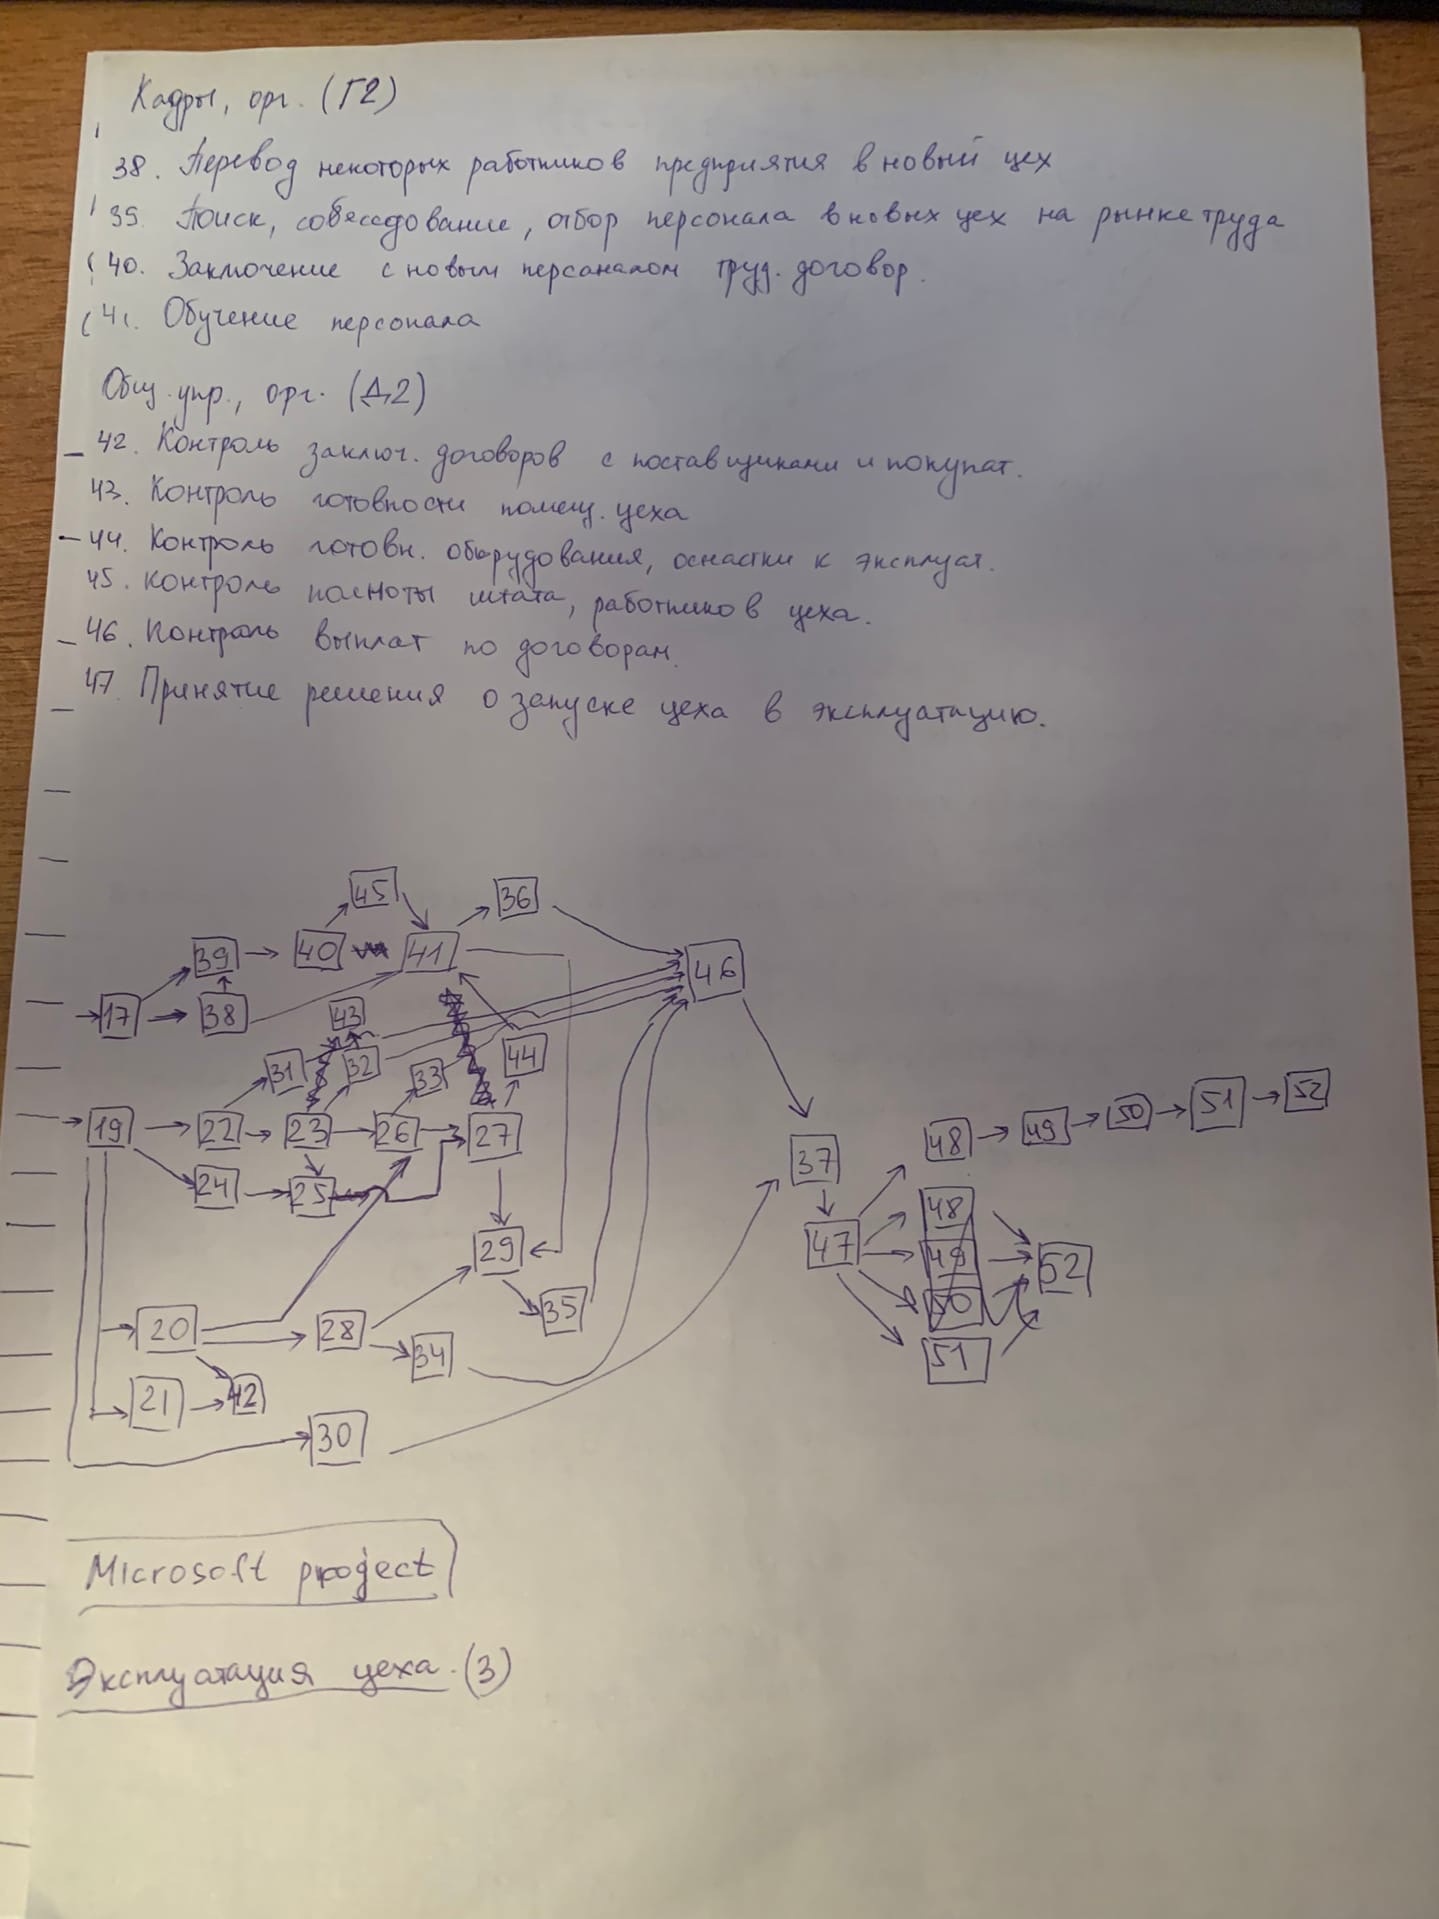 Кадры, орг. (Г2)
38. Перевод некоторых работников предприятия в новый цех
39. Поиск, собеседование, отбор персонала в новых цех на рынке труда
40. Заключение с новым персоналом труд. договор.
41. Обучение персонала
Общ. упр., орг. (Д2)
42. Контроль заключ. договоров с поставщиками и покупат.
43. Контроль готовности помещ. цеха
44. Контроль готовн. оборудования, оснастки к эксплуат.
45. Контроль полноты штата, работников цеха.
46. Контроль выплат по договорам.
47. Принятие решения о запуске цеха в эксплуатацию.
45 36
39 40 41 46
17 38 43
31 32 33 44
19 22 23 26 27
24 25
48 49 50 51 52
37
48
47 49 52
50
51
29
20 28 34 35
21 42
30
Microsoft project
Эксплуатация цеха. (3)